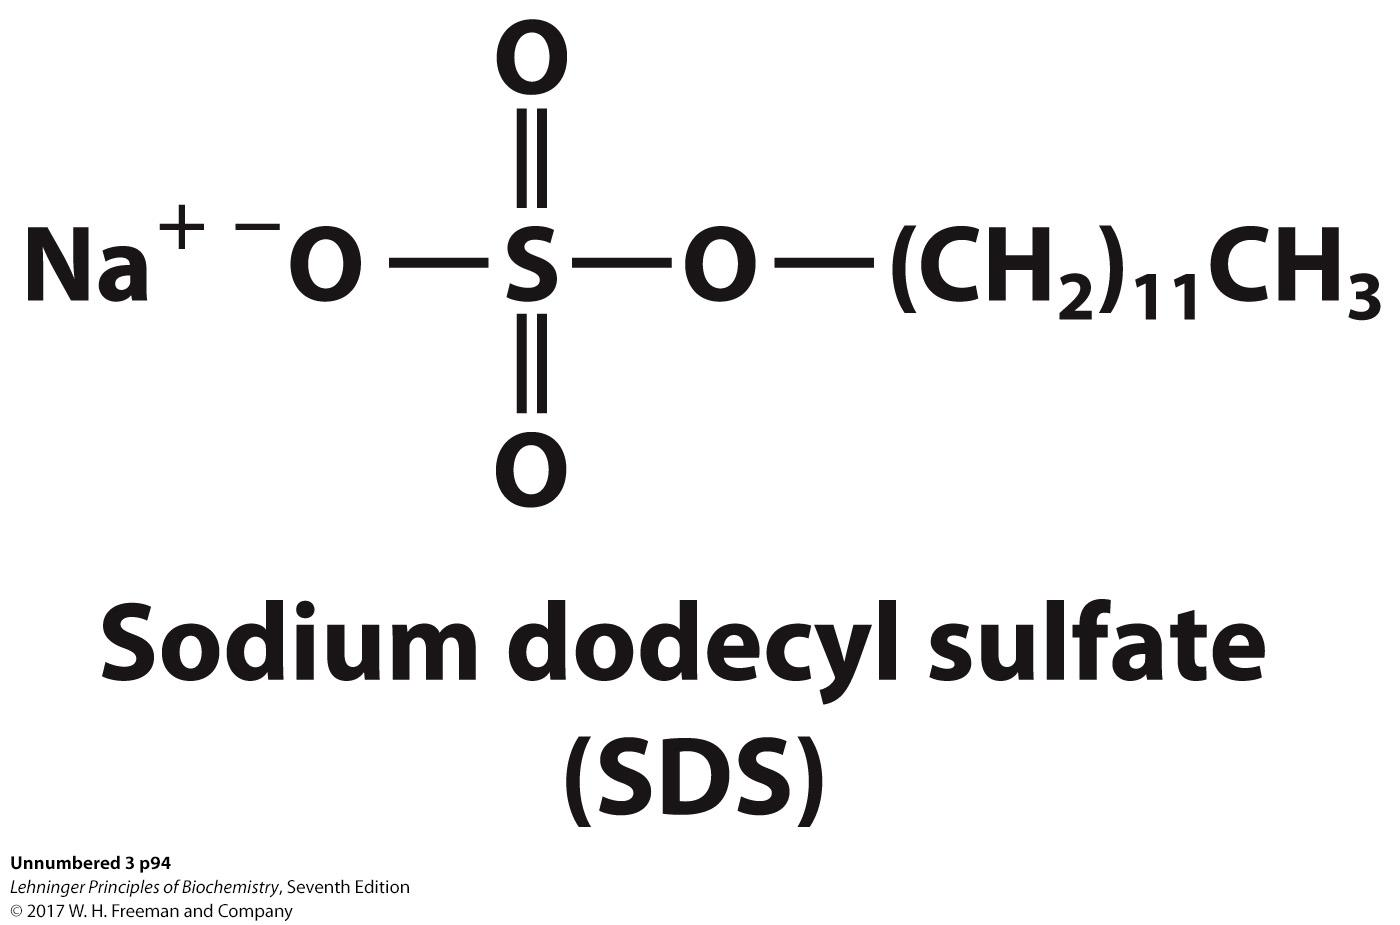 O
Na⁺ ⁻O—S—O—(CH₂)₁₁CH₃
O
Sodium dodecyl sulfate
(SDS)
Unnumbered 3 p94
Lehninger Principles of Biochemistry, Seventh Edition
© 2017 W. H. Freeman and Company